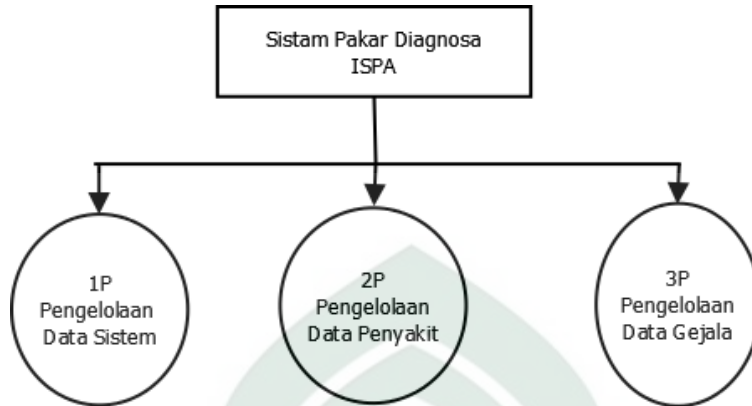 Sistam Pakar Diagnosa
ISPA
1P
Pengelolaan
Data Sistem
2P
Pengelolaan
Data Penyakit
3P
Pengelolaan
Data Gejala